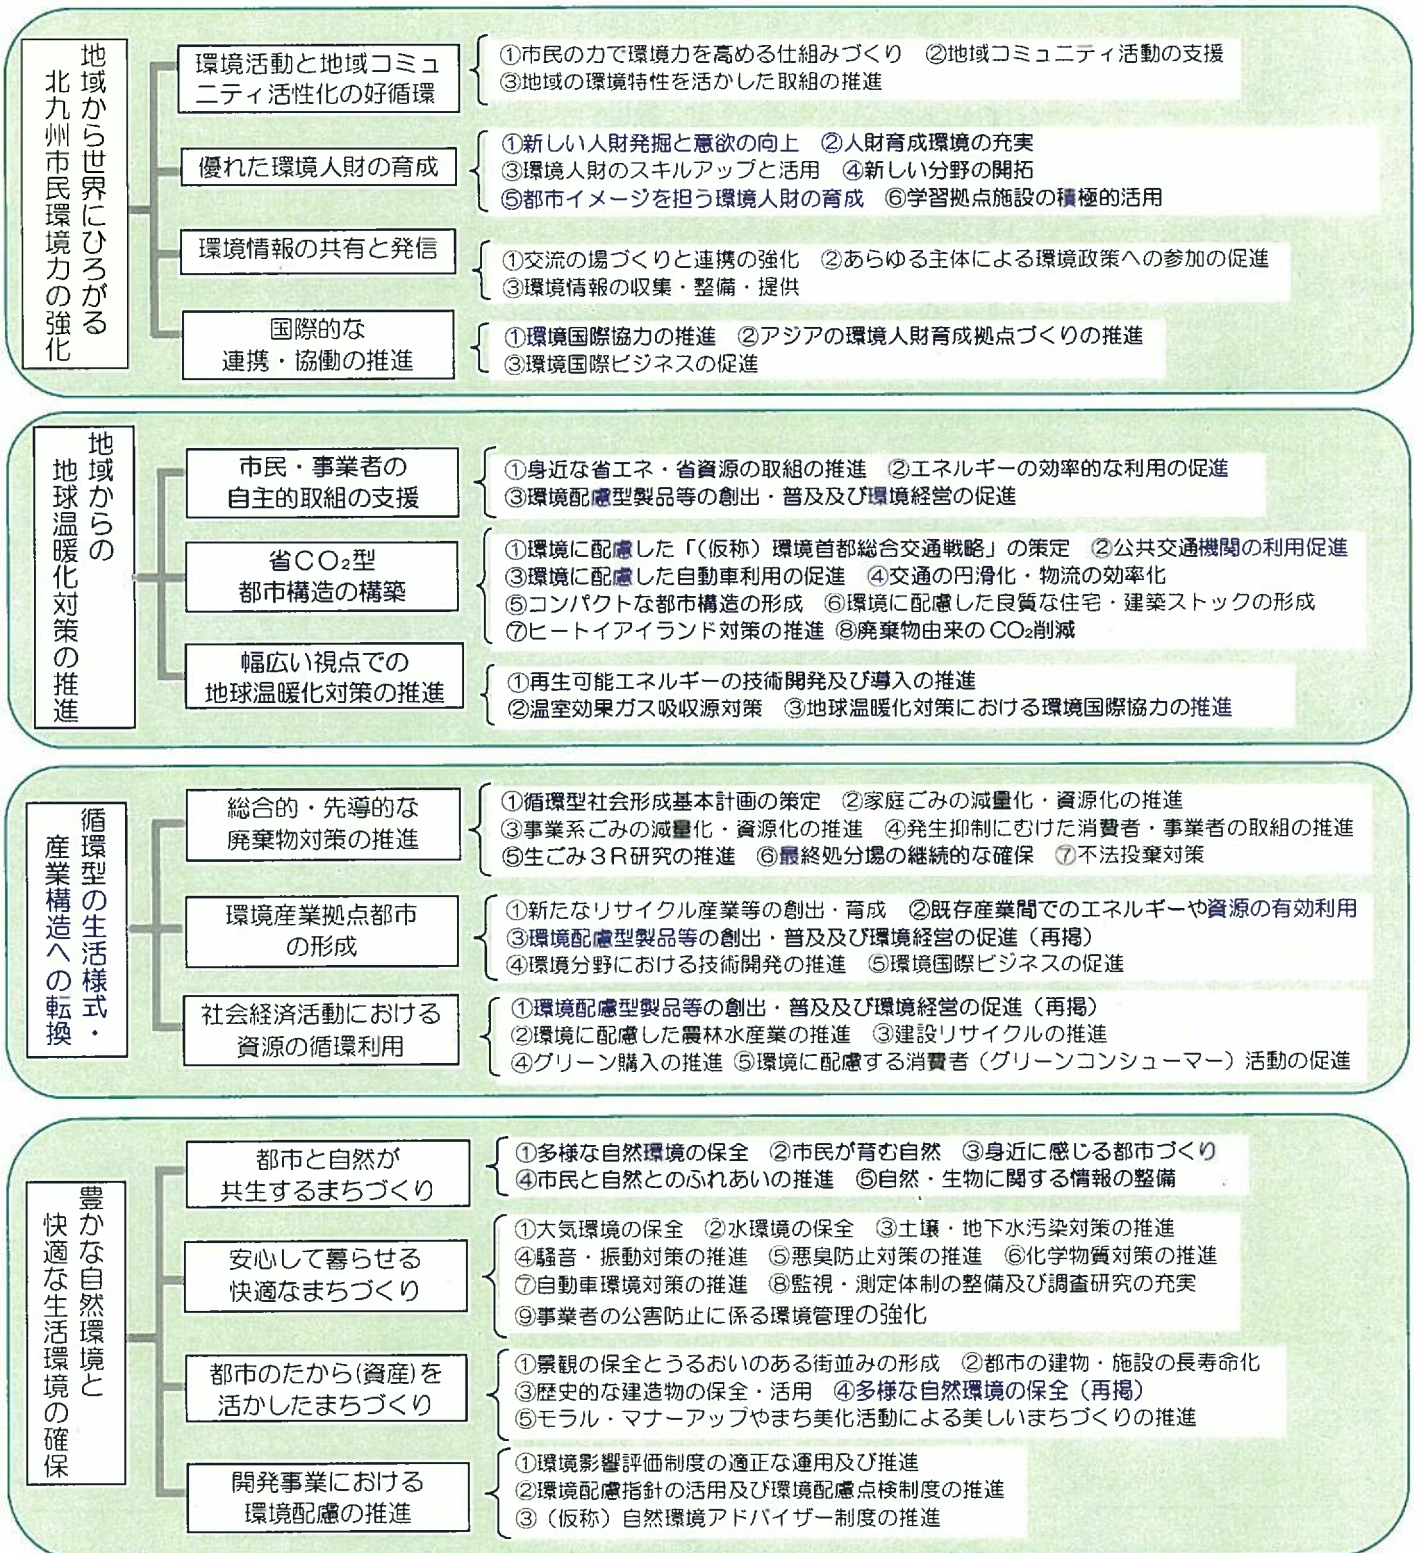 地域から世界にひろがる
北九州市民環境力の強化
環境活動と地域コミュ
ニティ活性化の好循環
①市民の力で環境力を高める仕組みづくり ②地域コミュニティ活動の支援
③地域の環境特性を活かした取組の推進
優れた環境人財の育成
①新しい人財発掘と意欲の向上 ②人財育成環境の充実
③環境人財のスキルアップと活用 ④新しい分野の開拓
⑤都市イメージを担う環境人財の育成 ⑥学習拠点施設の積極的活用
環境情報の共有と発信
①交流の場づくりと連携の強化 ②あらゆる主体による環境政策への参加の促進
③環境情報の収集・整備・提供
国際的な
連携・協働の推進
①環境国際協力の推進 ②アジアの環境人財育成拠点づくりの推進
③環境国際ビジネスの促進
地域からの
地球温暖化対策の推進
市民・事業者の
自主的取組の支援
①身近な省エネ・省資源の取組の推進 ②エネルギーの効率的な利用の促進
③環境配慮型製品等の創出・普及及び環境経営の促進
省CO₂型
都市構造の構築
①環境に配慮した「(仮称)環境首都総合交通戦略」の策定 ②公共交通機関の利用促進
③環境に配慮した自動車利用の促進 ④交通の円滑化・物流の効率化
⑤コンパクトな都市構造の形成 ⑥環境に配慮した良質な住宅・建築ストックの形成
⑦ヒートイアイランド対策の推進 ⑧廃棄物由来のCO₂削減
幅広い視点での
地球温暖化対策の推進
①再生可能エネルギーの技術開発及び導入の推進
②温室効果ガス吸収源対策 ③地球温暖化対策における環境国際協力の推進
循環型の生活様式・
産業構造への転換
総合的・先導的な
廃棄物対策の推進
①循環型社会形成基本計画の策定 ②家庭ごみの減量化・資源化の推進
③事業系ごみの減量化・資源化の推進 ④発生抑制にむけた消費者・事業者の取組の推進
⑤生ごみ3R研究の推進 ⑥最終処分場の継続的な確保 ⑦不法投棄対策
環境産業拠点都市
の形成
①新たなリサイクル産業等の創出・育成 ②既存産業間でのエネルギーや資源の有効利用
③環境配慮型製品等の創出・普及及び環境経営の促進（再掲）
④環境分野における技術開発の推進 ⑤環境国際ビジネスの促進
社会経済活動における
資源の循環利用
①環境配慮型製品等の創出・普及及び環境経営の促進（再掲）
②環境に配慮した農林水産業の推進 ③建設リサイクルの推進
④グリーン購入の推進 ⑤環境に配慮する消費者（グリーンコンシューマー）活動の促進
豊かな自然環境と
快適な生活環境の確保
都市と自然が
共生するまちづくり
①多様な自然環境の保全 ②市民が育む自然 ③身近に感じる都市づくり
④市民と自然とのふれあいの推進 ⑤自然・生物に関する情報の整備
安心して暮らせる
快適なまちづくり
①大気環境の保全 ②水環境の保全 ③土壌・地下水汚染対策の推進
④騒音・振動対策の推進 ⑤悪臭防止対策の推進 ⑥化学物質対策の推進
⑦自動車環境対策の推進 ⑧監視・測定体制の整備及び調査研究の充実
⑨事業者の公害防止に係る環境管理の強化
都市のたから(資産)を
活かしたまちづくり
①景観の保全とうるおいのある街並みの形成 ②都市の建物・施設の長寿命化
③歴史的な建造物の保全・活用 ④多様な自然環境の保全（再掲）
⑤モラル・マナーアップやまち美化活動による美しいまちづくりの推進
開発事業における
環境配慮の推進
①環境影響評価制度の適正な運用及び推進
②環境配慮指針の活用及び環境配慮点検制度の推進
③（仮称）自然環境アドバイザー制度の推進